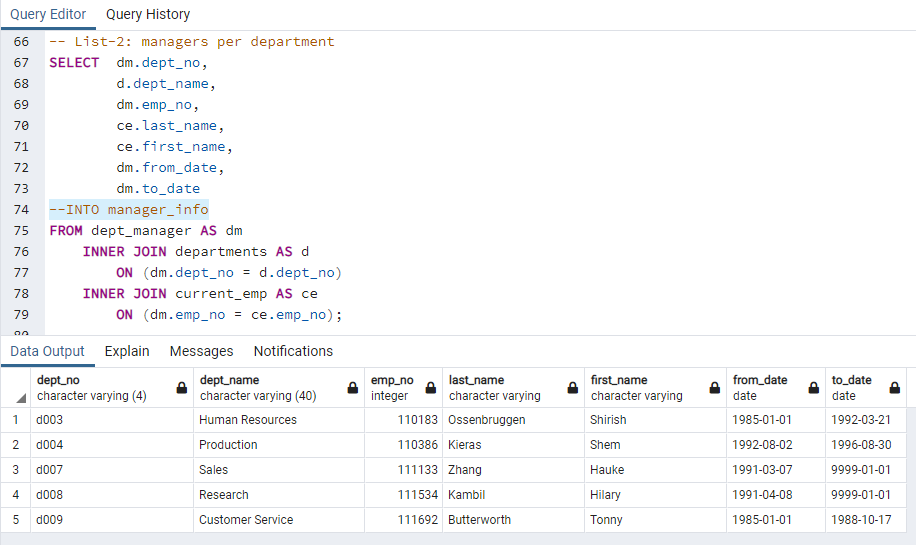 Query Editor Query History
66 -- List-2: managers per department
67 SELECT dm.dept_no,
68 d.dept_name,
69 dm.emp_no,
70 ce.last_name,
71 ce.first_name,
72 dm.from_date,
73 dm.to_date
74 --INTO manager_info
75 FROM dept_manager AS dm
76 INNER JOIN departments AS d
77 ON (dm.dept_no = d.dept_no)
78 INNER JOIN current_emp AS ce
79 ON (dm.emp_no = ce.emp_no);
80
Data Output Explain Messages Notifications
dept_no dept_name emp_no last_name first_name from_date to_date
character varying (4) character varying (40) integer character varying character varying date date
1 d003 Human Resources 110183 Ossenbruggen Shirish 1985-01-01 1992-03-21
2 d004 Production 110386 Kieras Shem 1992-08-02 1996-08-30
3 d007 Sales 111133 Zhang Hauke 1991-03-07 9999-01-01
4 d008 Research 111534 Kambil Hilary 1991-04-08 9999-01-01
5 d009 Customer Service 111692 Butterworth Tonny 1985-01-01 1988-10-17